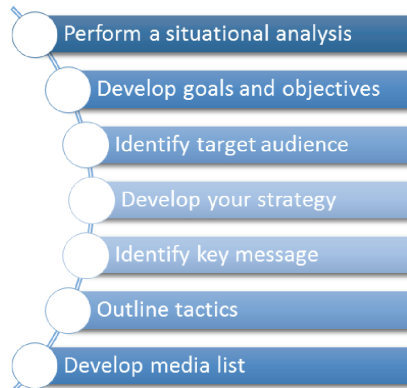 Perform a situational analysis
Develop goals and objectives
Identify target audience
Develop your strategy
Identify key message
Outline tactics
Develop media list